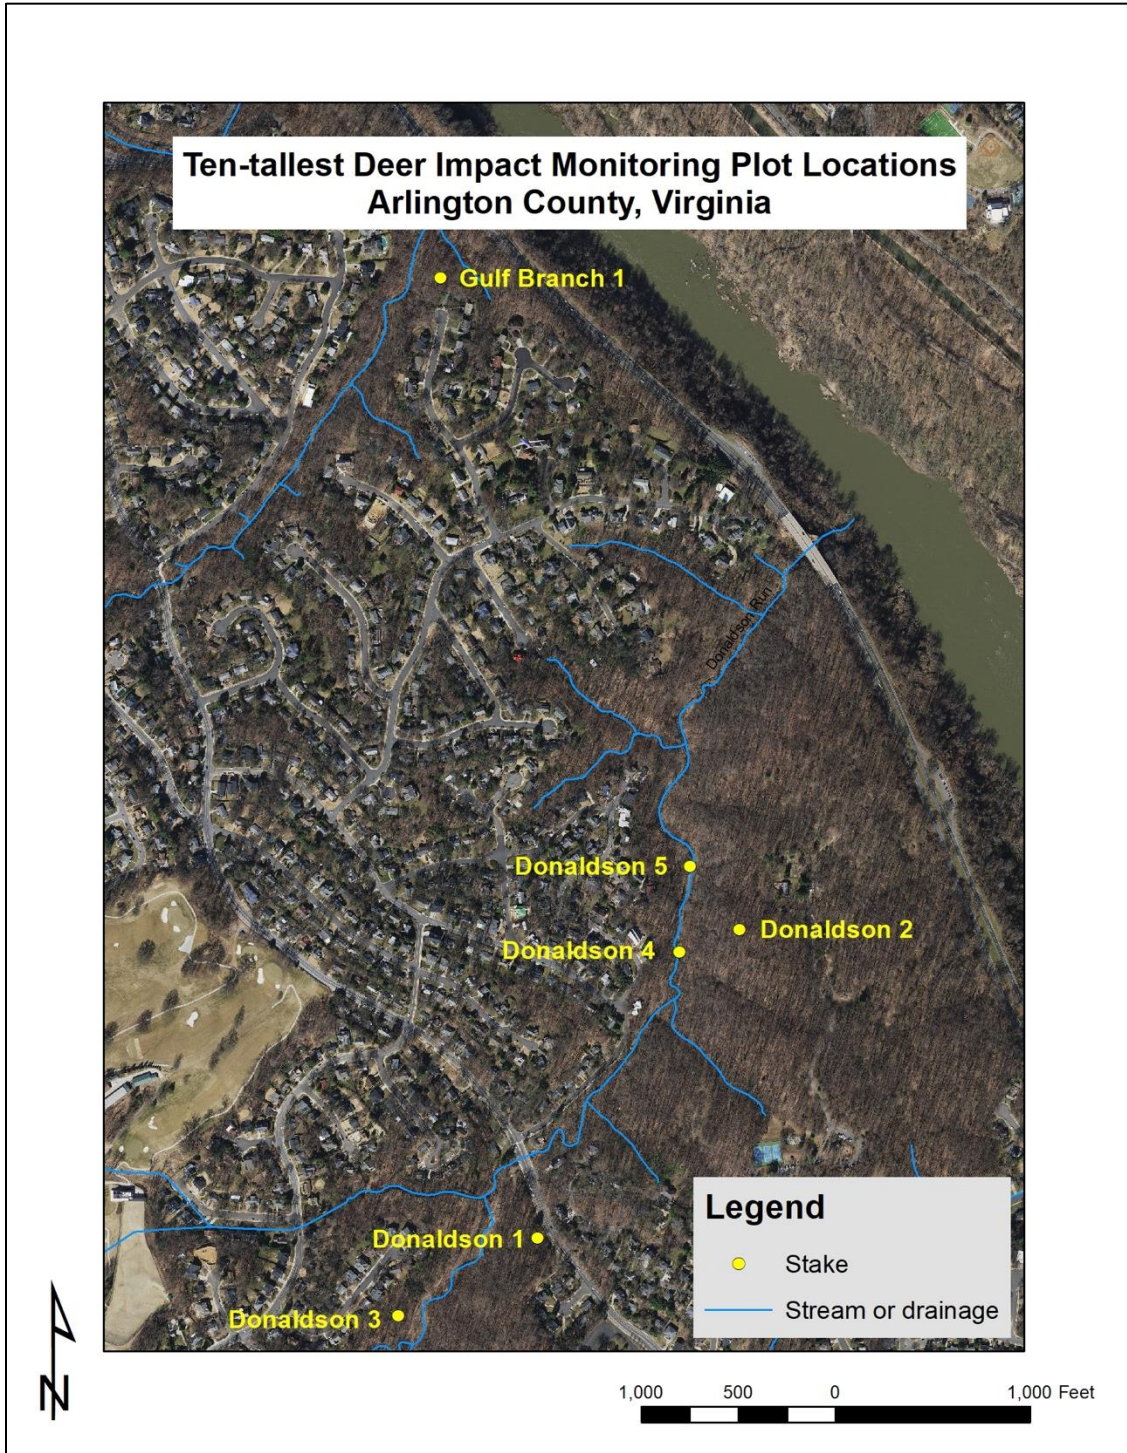 Ten-tallest Deer Impact Monitoring Plot Locations
Arlington County, Virginia
Gulf Branch 1
Donaldson Run
Donaldson 5
Donaldson 2
Donaldson 4
Donaldson 1
Donaldson 3
Legend
Stake
Stream or drainage
N
1,000 500 0 1,000 Feet